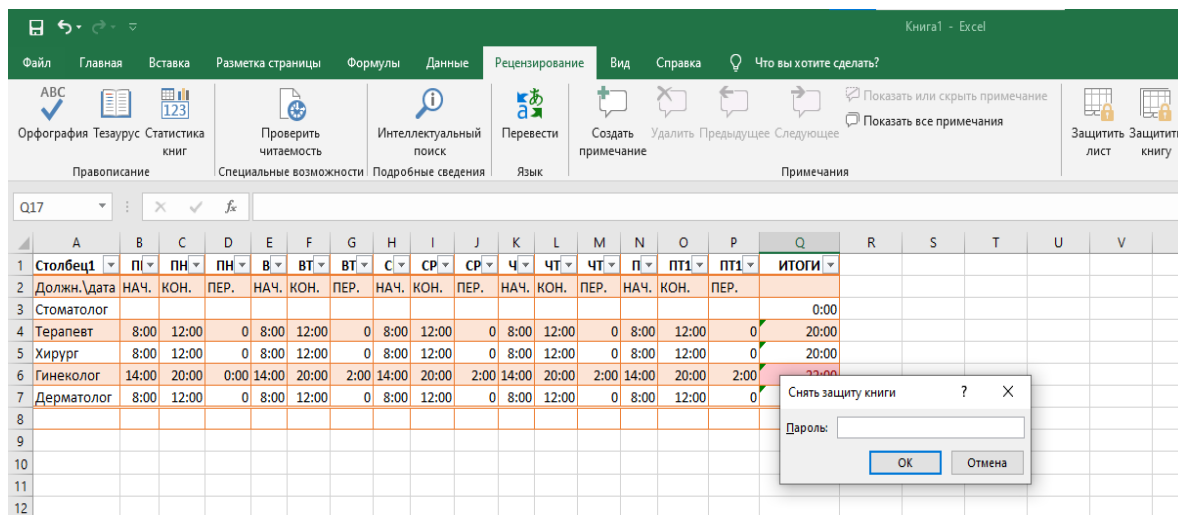 Книга1 - Excel
Файл Главная Вставка Разметка страницы Формулы Данные Рецензирование Вид Справка Что вы хотите сделать?
ABC
123
Орфография Тезаурус Статистика книг
Проверить читаемость
Интеллектуальный поиск
Перевести
Создать примечание
Удалить Предыдущее Следующее
Показать или скрыть примечание
Показать все примечания
Защитить лист
Защитить книгу
Правописание Специальные возможности Подробные сведения Язык Примечания
Q17 fx
A B C D E F G H I J K L M N O P Q R S T U V
1 Столбец1 ПН ПН ВТ ВТ СР СР ЧТ ЧТ ПТ1 ПТ1 ИТОГИ
2 Должн.\дата НАЧ. КОН. ПЕР. НАЧ. КОН. ПЕР. НАЧ. КОН. ПЕР. НАЧ. КОН. ПЕР. НАЧ. КОН. ПЕР.
3 Стоматолог 0:00
4 Терапевт 8:00 12:00 0 8:00 12:00 0 8:00 12:00 0 8:00 12:00 0 8:00 12:00 0 20:00
5 Хирург 8:00 12:00 0 8:00 12:00 0 8:00 12:00 0 8:00 12:00 0 8:00 12:00 0 20:00
6 Гинеколог 14:00 20:00 0:00 14:00 20:00 2:00 14:00 20:00 2:00 14:00 20:00 2:00 14:00 20:00 2:00
7 Дерматолог 8:00 12:00 0 8:00 12:00 0 8:00 12:00 0 8:00 12:00 0 8:00 12:00 0
8
9
10
11
12
Снять защиту книги ?
Пароль:
ОК Отмена